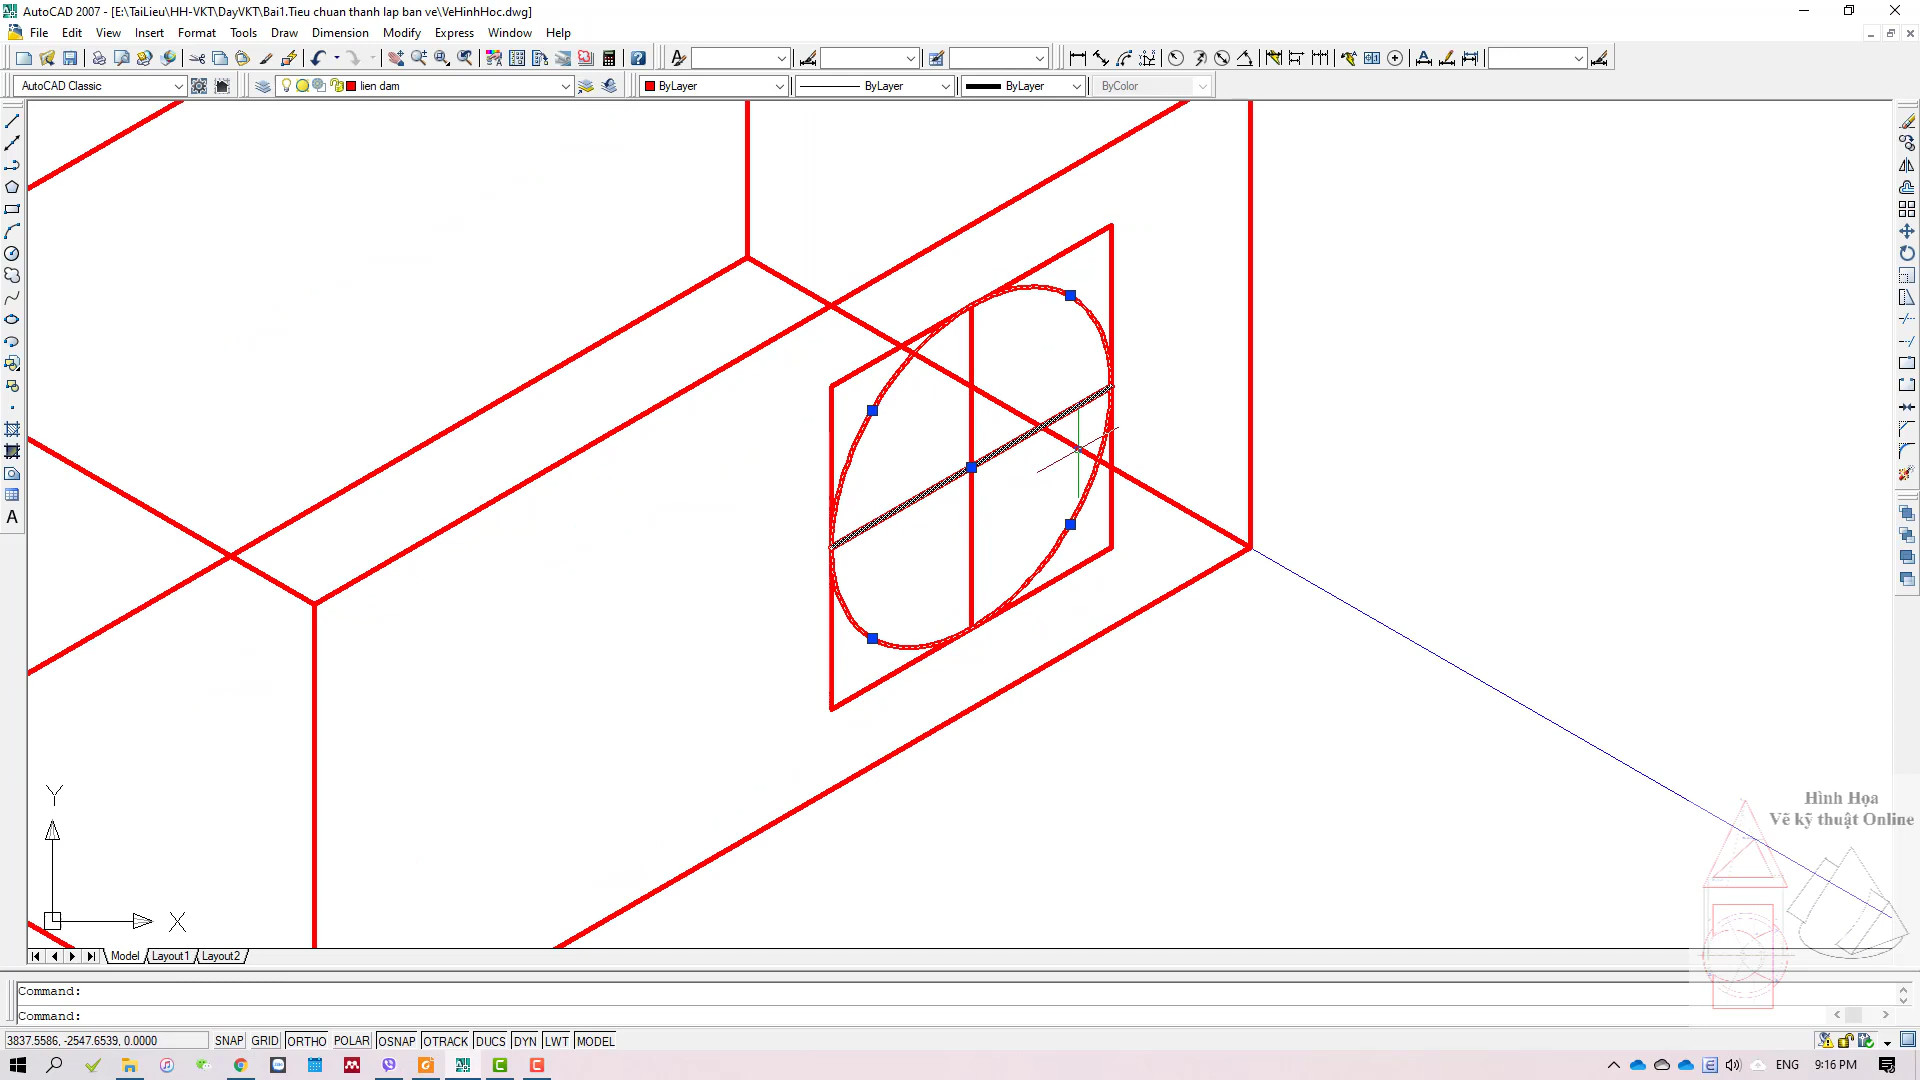 AutoCAD 2007 - [E:\TaiLieu\HH-VKT\DayVKT\Bai1.Tieu chuan thanh lap ban ve\VeHinhHoc.dwg]
File Edit View Insert Format Tools Draw Dimension Modify Express Window Help
AutoCAD Classic lien dam ByLayer ByLayer ByLayer ByColor
A
Y
X
Hình Họa
Vẽ kỹ thuật Online
Model Layout1 Layout2
Command:
Command:
3837.5586, -2547.6539, 0.0000 SNAP GRID ORTHO POLAR OSNAP OTRACK DUCS DYN LWT MODEL
ENG 9:16 PM